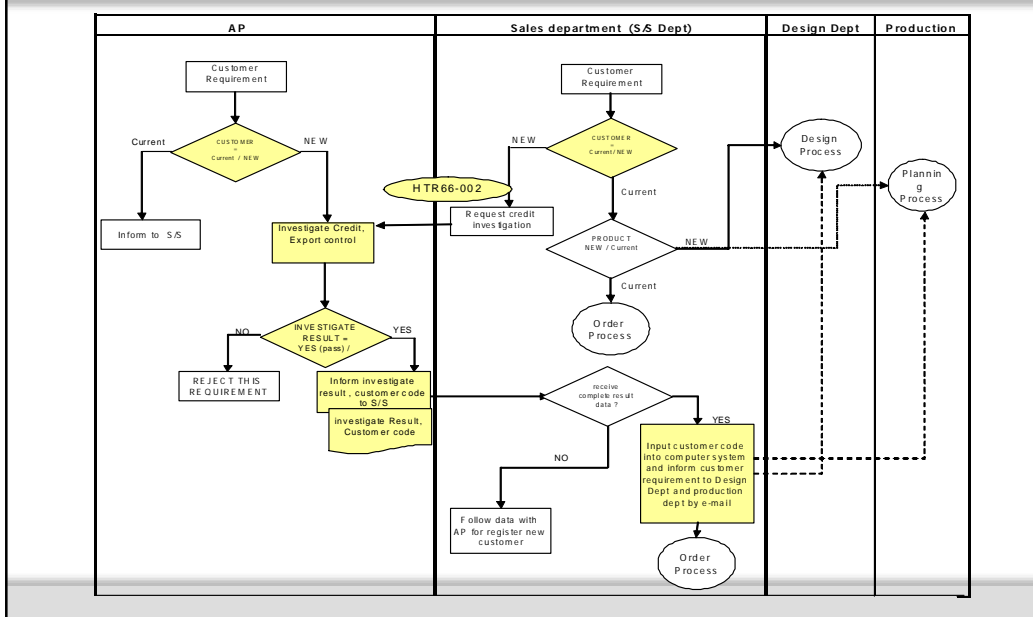 AP
Sales department (S/S Dept)
Design Dept
Production
Customer
Requirement
CUSTOMER
=
Current / NEW
Current
NEW
Inform to S/S
Investigate Credit,
Export control
INVESTIGATE
RESULT =
YES (pass) /
NO
YES
REJECT THIS
REQUIREMENT
Inform investigate
result , customer code
to S/S
investigate Result,
Customer code
Customer
Requirement
CUSTOMER
=
Current/NEW
NEW
Current
HTR66-002
Request credit
investigation
PRODUCT
NEW / Current
NEW
Current
Order
Process
receive
complete result
data ?
YES
NO
Input customer code
into computer system
and inform customer
requirement to Design
Dept and production
dept by e-mail
Follow data with
AP for register new
customer
Order
Process
Design
Process
Plannin
g
Process